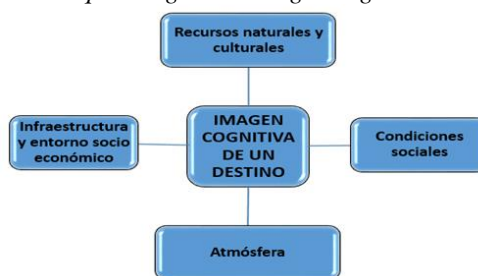 Recursos naturales y
culturales
Infraestructura
y entorno socio
económico
IMAGEN
COGNITIVA
DE UN
DESTINO
Condiciones
sociales
Atmósfera